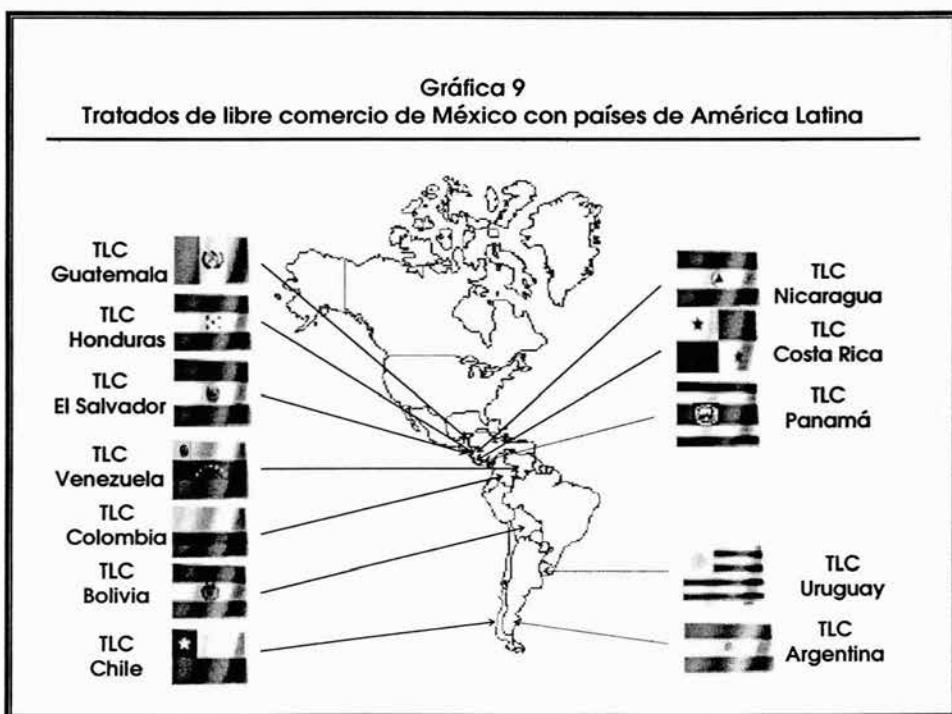 Gráfica 9
Tratados de libre comercio de México con países de América Latina
TLC
Guatemala
TLC
Honduras
TLC
El Salvador
TLC
Venezuela
TLC
Colombia
TLC
Bolivia
TLC
Chile
TLC
Nicaragua
TLC
Costa Rica
TLC
Panamá
TLC
Uruguay
TLC
Argentina